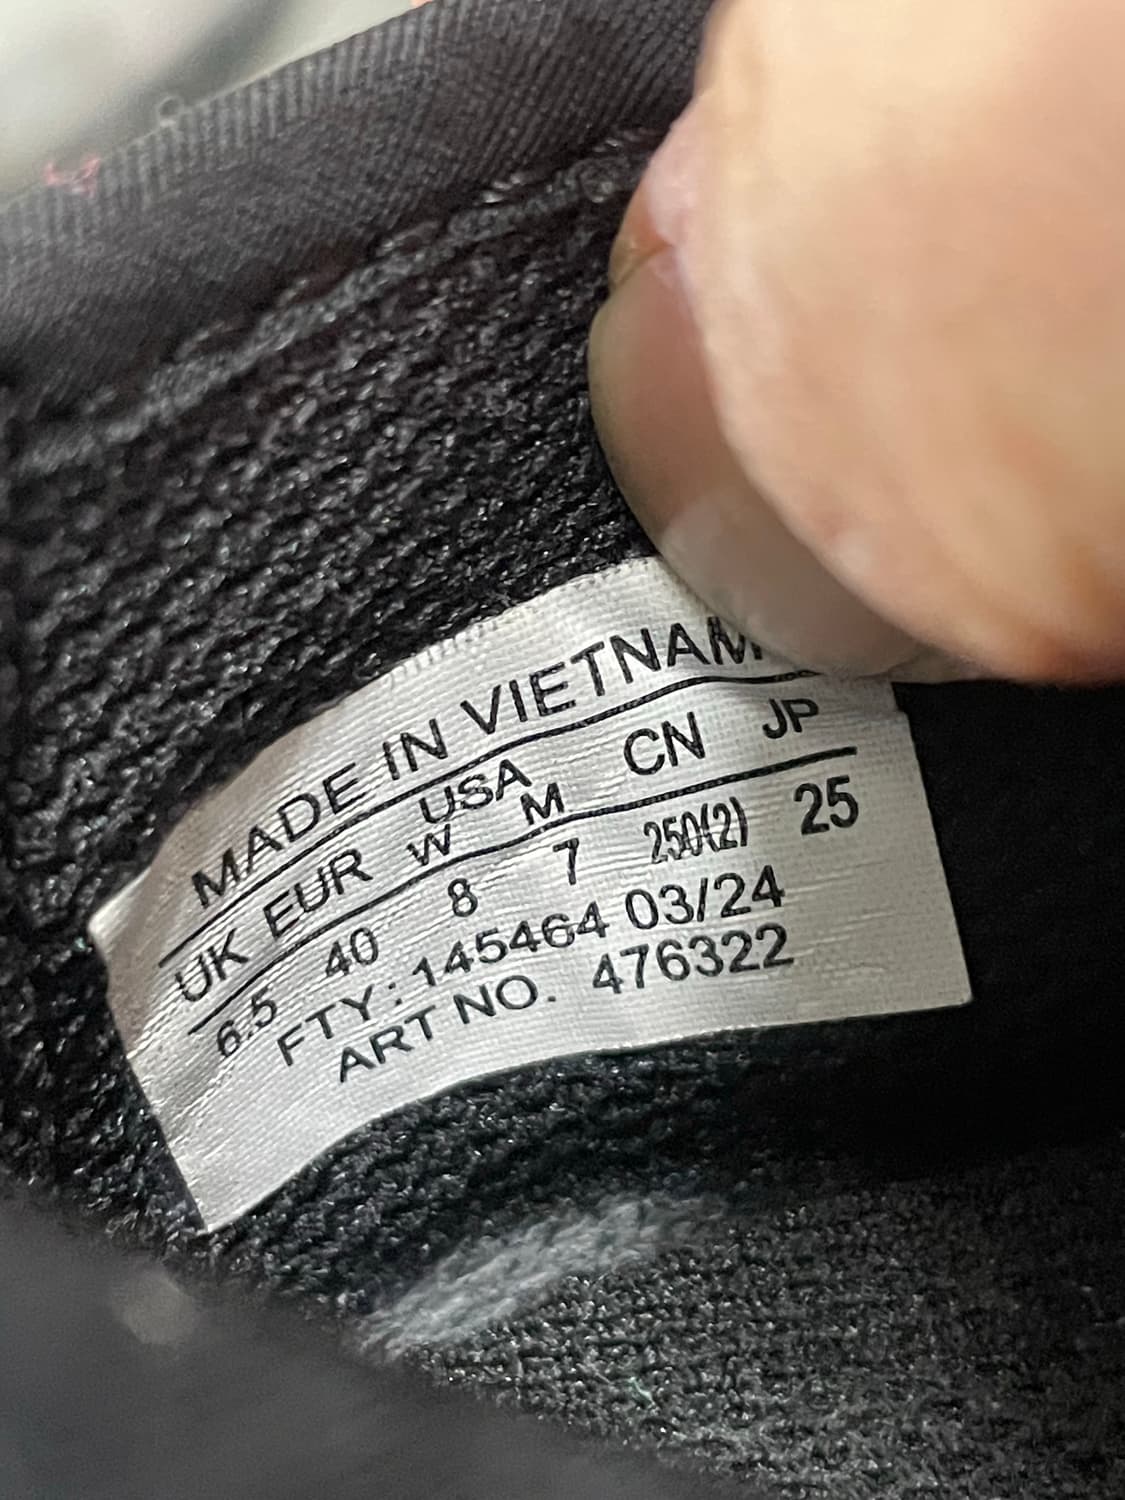 MADE IN VIETNAM
USA
UK EUR W M CN JP
6.5 40 8 7 250(2) 25
FTY: 145464 03/24
ART NO. 476322